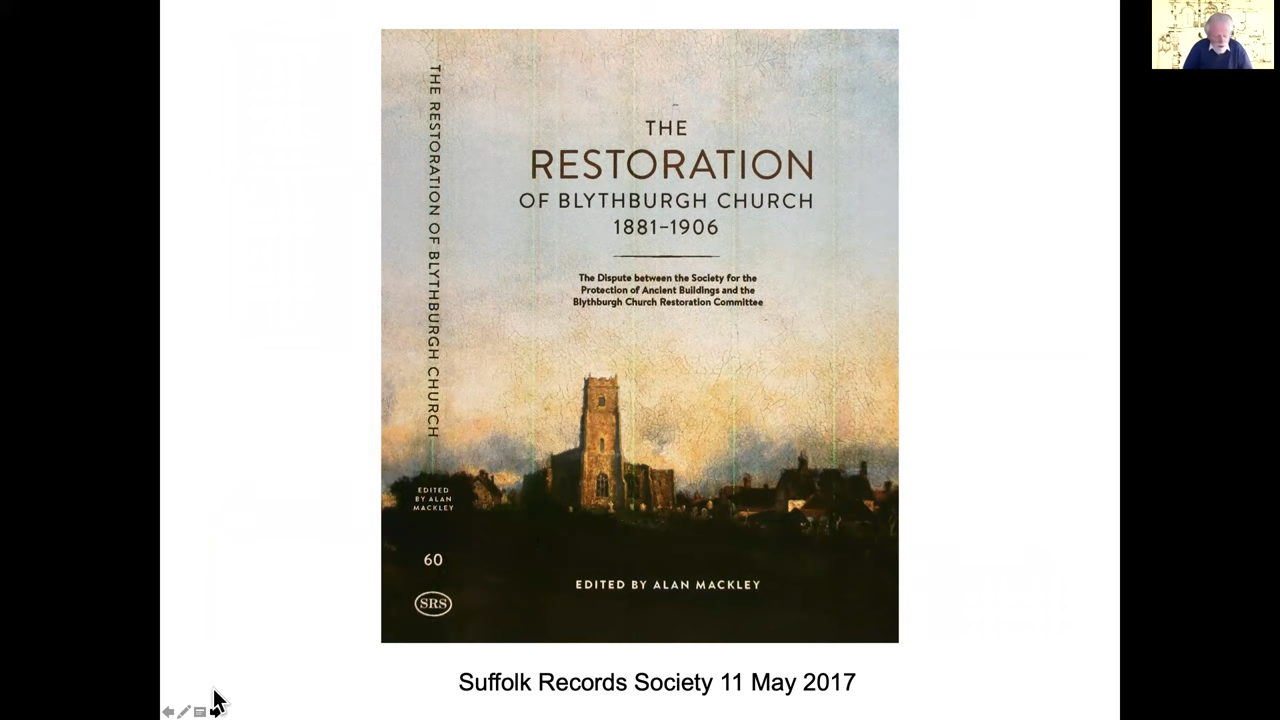 THE RESTORATION OF BLYTHBURGH CHURCH
EDITED
BY ALAN
MACKLEY
60
SRS
THE
RESTORATION
OF BLYTHBURGH CHURCH
1881–1906
The Dispute between the Society for the
Protection of Ancient Buildings and the
Blythburgh Church Restoration Committee
EDITED BY ALAN MACKLEY
Suffolk Records Society 11 May 2017